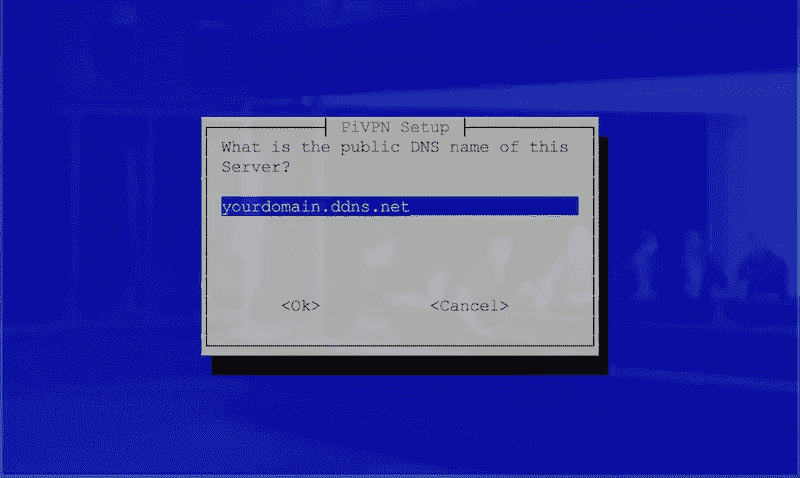 PiVPN Setup
What is the public DNS name of this
Server?
yourdomain.ddns.net
<Ok> <Cancel>